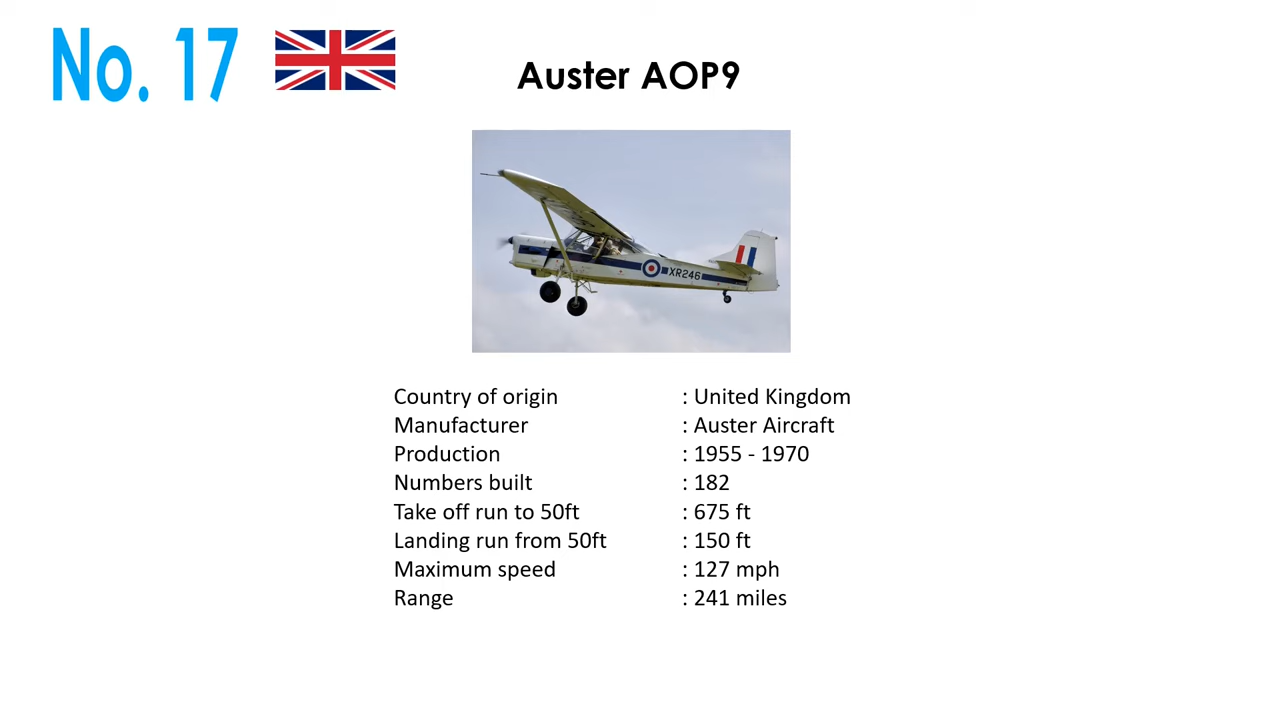 No. 17
Auster AOP9
XR246
Country of origin : United Kingdom
Manufacturer : Auster Aircraft
Production : 1955 - 1970
Numbers built : 182
Take off run to 50ft : 675 ft
Landing run from 50ft : 150 ft
Maximum speed : 127 mph
Range : 241 miles